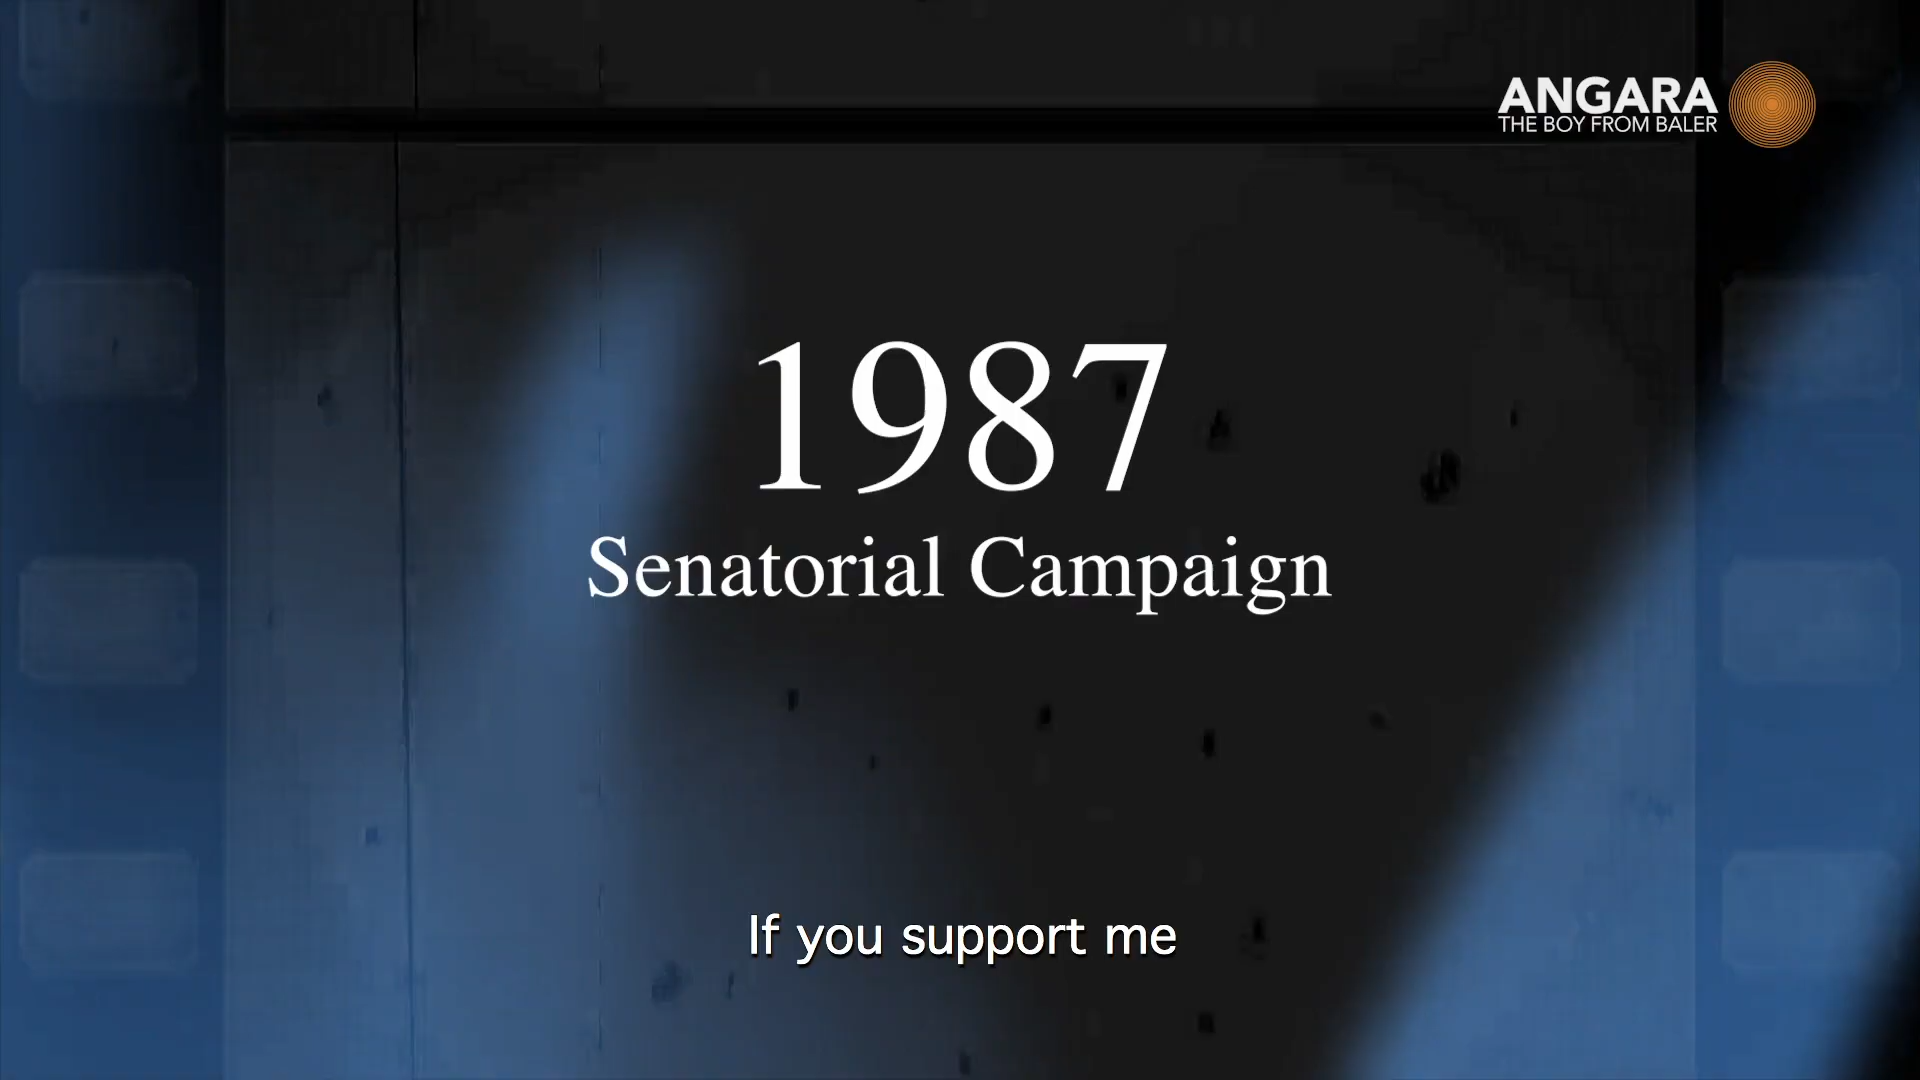 ANGARA
THE BOY FROM BALER
1987
Senatorial Campaign
If you support me